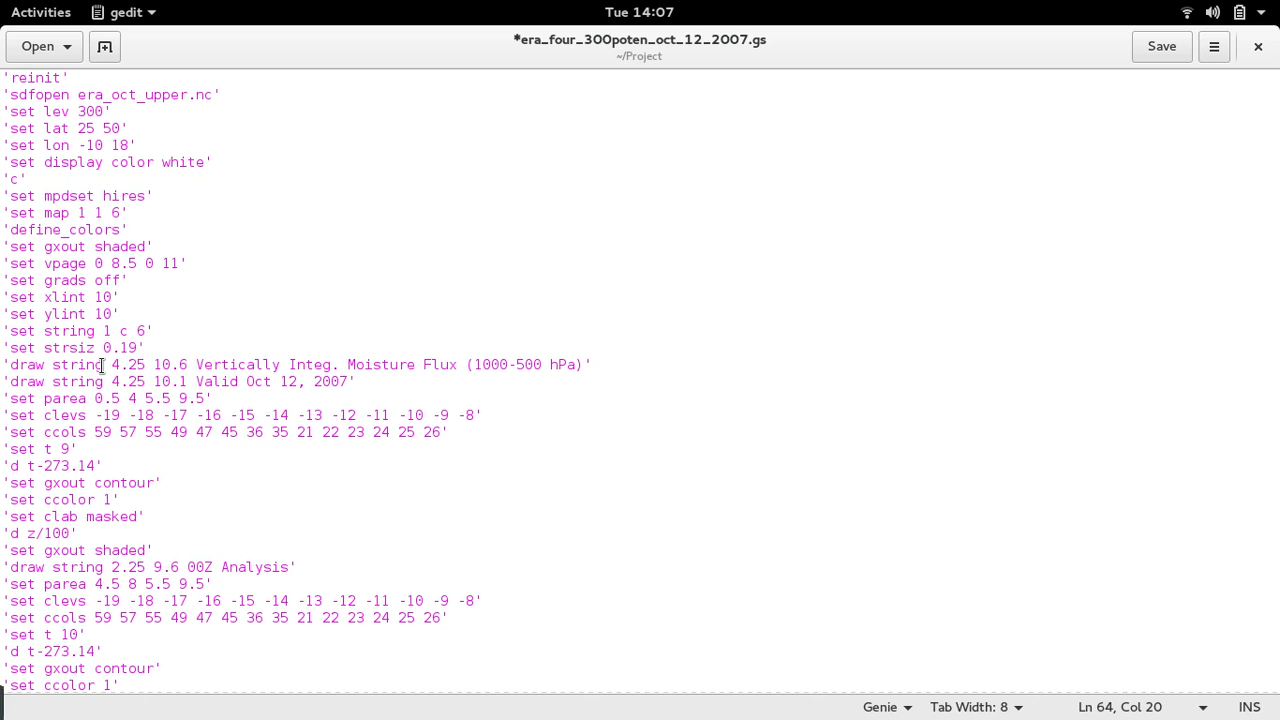 Activities gedit Tue 14:07
Open *era_four_300poten_oct_12_2007.gs Save
~/Project
'reinit'
'sdfopen era_oct_upper.nc'
'set lev 300'
'set lat 25 50'
'set lon -10 18'
'set display color white'
'c'
'set mpdset hires'
'set map 1 1 6'
'define_colors'
'set gxout shaded'
'set vpage 0 8.5 0 11'
'set grads off'
'set xlint 10'
'set ylint 10'
'set string 1 c 6'
'set strsiz 0.19'
'draw string 4.25 10.6 Vertically Integ. Moisture Flux (1000-500 hPa)'
'draw string 4.25 10.1 Valid Oct 12, 2007'
'set parea 0.5 4 5.5 9.5'
'set clevs -19 -18 -17 -16 -15 -14 -13 -12 -11 -10 -9 -8'
'set ccols 59 57 55 49 47 45 36 35 21 22 23 24 25 26'
'set t 9'
'd t-273.14'
'set gxout contour'
'set ccolor 1'
'set clab masked'
'd z/100'
'set gxout shaded'
'draw string 2.25 9.6 00Z Analysis'
'set parea 4.5 8 5.5 9.5'
'set clevs -19 -18 -17 -16 -15 -14 -13 -12 -11 -10 -9 -8'
'set ccols 59 57 55 49 47 45 36 35 21 22 23 24 25 26'
'set t 10'
'd t-273.14'
'set gxout contour'
'set ccolor 1'
Genie Tab Width: 8 Ln 64, Col 20 INS